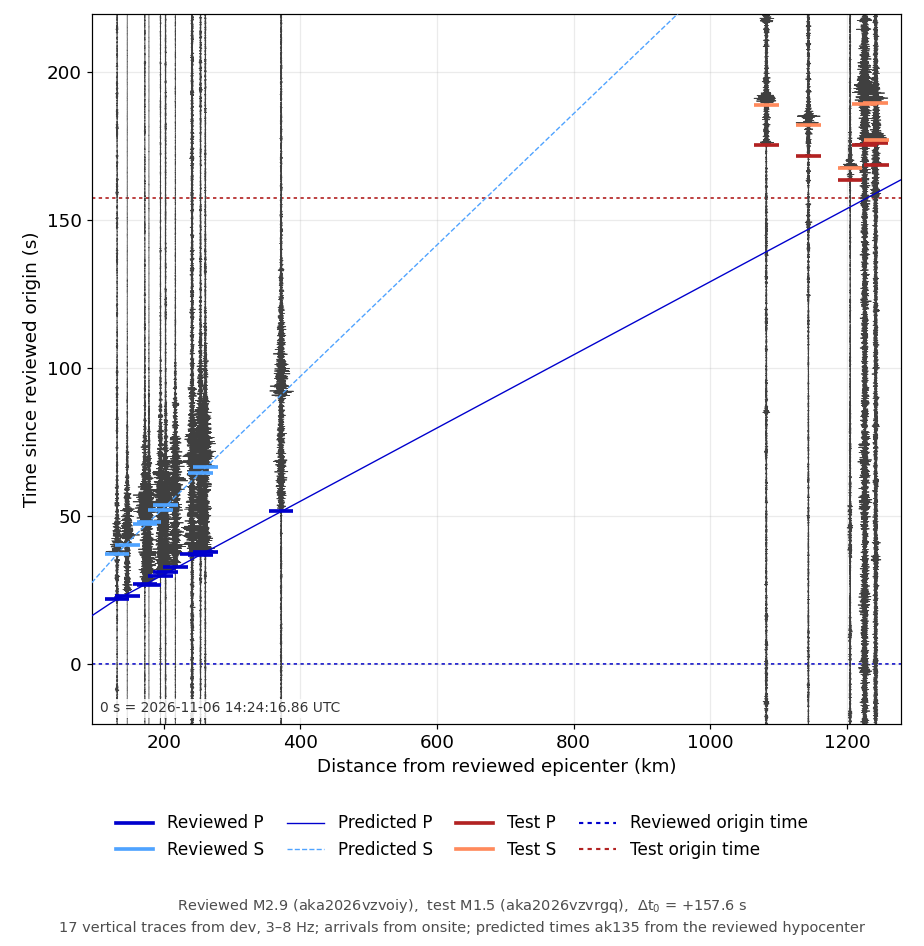 Time since reviewed origin (s)
200
150
100
50
0
0 s = 2026-11-06 14:24:16.86 UTC
200 400 600 800 1000 1200
Distance from reviewed epicenter (km)
Reviewed P Predicted P Test P Reviewed origin time
Reviewed S Predicted S Test S Test origin time
Reviewed M2.9 (aka2026vzvoiy), test M1.5 (aka2026vzvrgq), Δt₀ = +157.6 s
17 vertical traces from dev, 3–8 Hz; arrivals from onsite; predicted times ak135 from the reviewed hypocenter